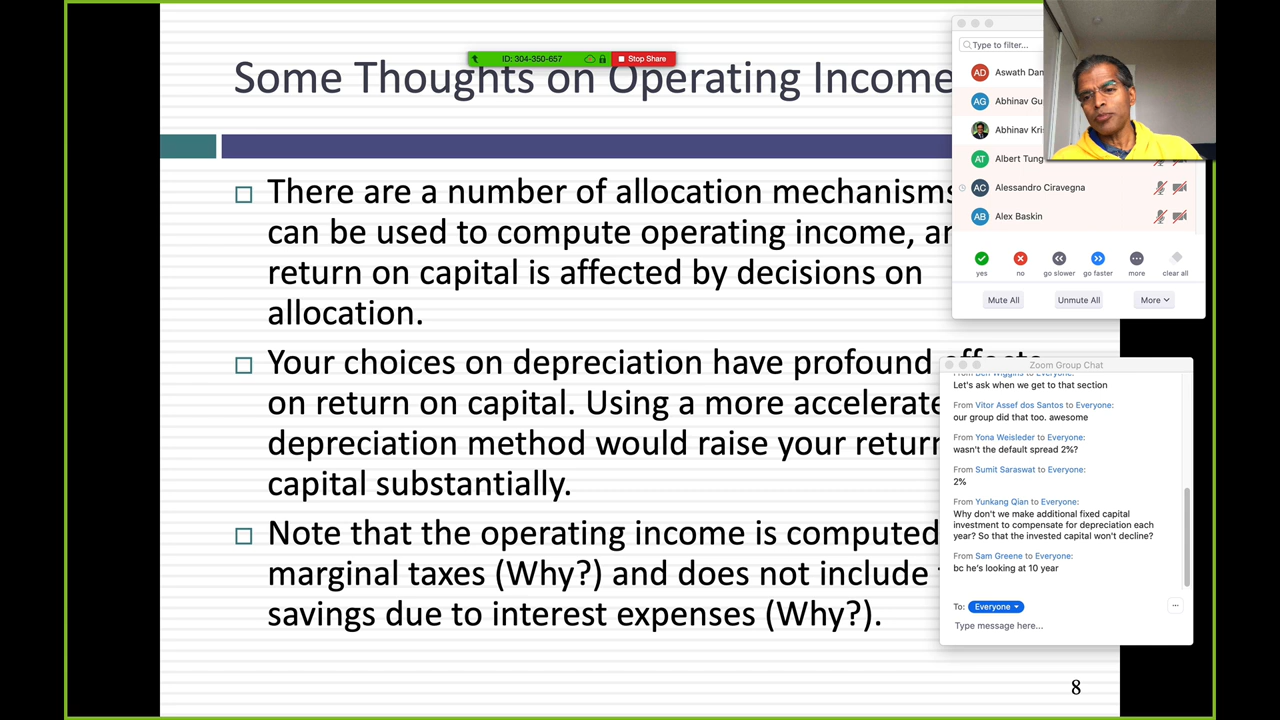 ID: 304-350-657
Stop Share
Some Thoughts on Operating Income
There are a number of allocation mechanisms
can be used to compute operating income,
return on capital is affected by decisions on
allocation.
Your choices on depreciation have profound effects
on return on capital. Using a more accelerate
depreciation method would raise your return
capital substantially.
Note that the operating income is computed
marginal taxes (Why?) and does not include
savings due to interest expenses (Why?).
8
Type to filter...
AD Aswath Dam
AG Abhinav Gu
Abhinav Kri
AT Albert Tung
AC Alessandro Ciravegna
AB Alex Baskin
yes no go slower go faster more clear all
Mute All Unmute All More
Zoom Group Chat
From Ben Wiggins to Everyone:
Let's ask when we get to that section
From Vitor Assef dos Santos to Everyone:
our group did that too. awesome
From Yona Weisleder to Everyone:
wasn't the default spread 2%?
From Sumit Saraswat to Everyone:
2%
From Yunkang Qian to Everyone:
Why don't we make additional fixed capital
investment to compensate for depreciation each
year? So that the invested capital won't decline?
From Sam Greene to Everyone:
bc he's looking at 10 year
To: Everyone
Type message here...